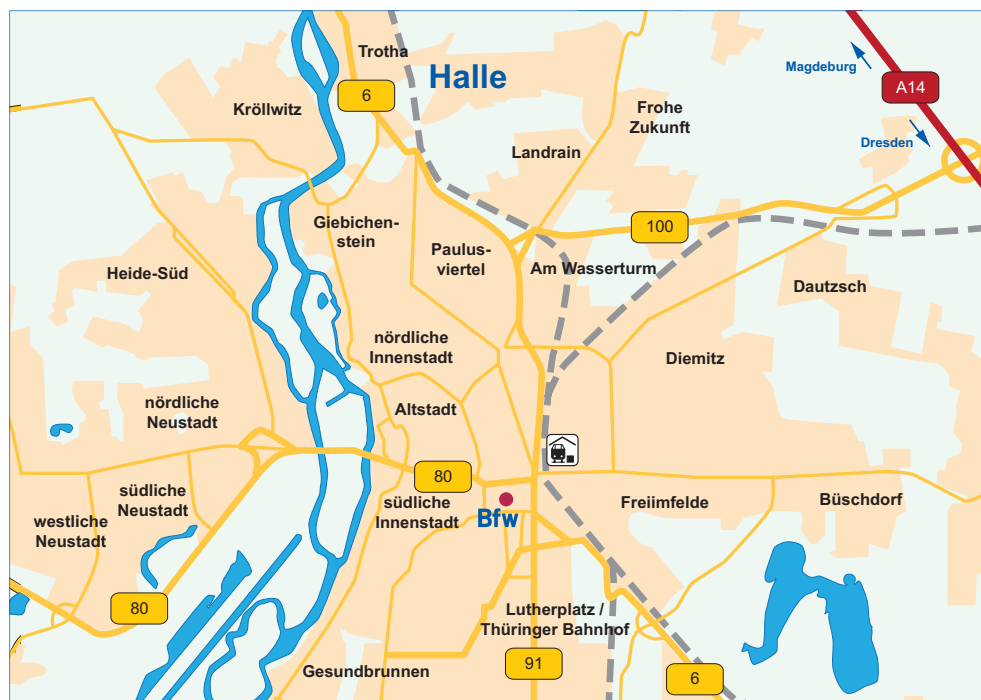 Trotha
Halle
Magdeburg
6
A14
Kröllwitz
Frohe
Zukunft
Dresden
Landrain
Giebichen-
stein
100
Paulus-
viertel
Am Wasserturm
Heide-Süd
Dautzsch
nördliche
Innenstadt
Diemitz
nördliche
Neustadt
Altstadt
80
südliche
Neustadt
südliche
Innenstadt
Freiimfelde
Büschdorf
westliche
Neustadt
Bfw
80
Lutherplatz /
Thüringer Bahnhof
Gesundbrunnen
91
6